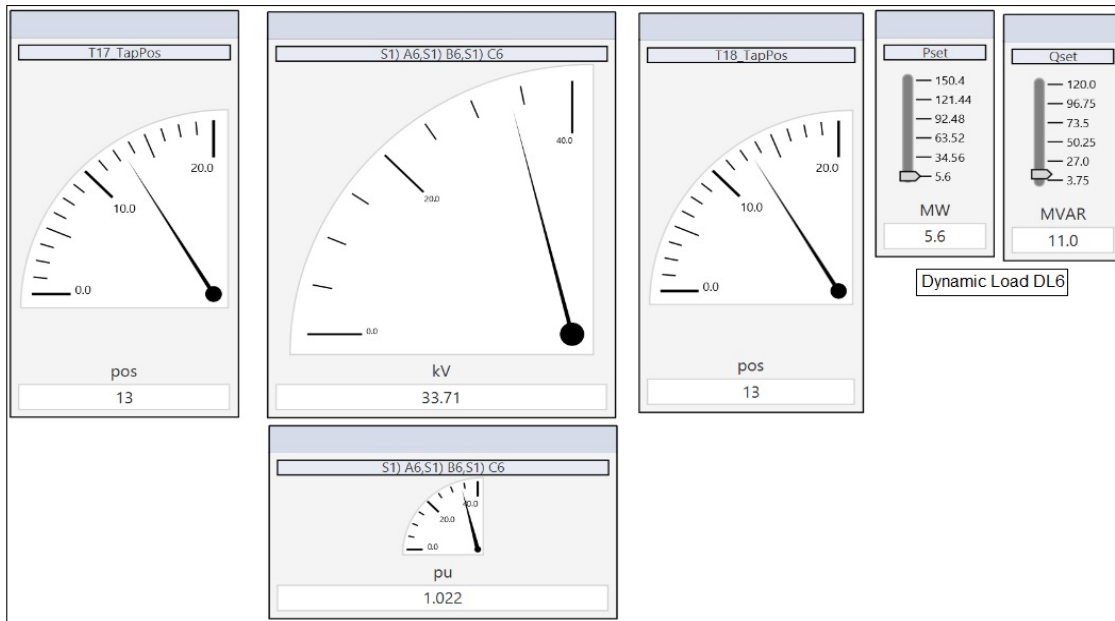 T17_TapPos
20.0
10.0
0.0
pos
13
S1) A6,S1) B6,S1) C6
40.0
20.0
0.0
kV
33.71
T18_TapPos
20.0
10.0
0.0
pos
13
Pset
150.4
121.44
92.48
63.52
34.56
5.6
MW
5.6
Qset
120.0
96.75
73.5
50.25
27.0
3.75
MVAR
11.0
Dynamic Load DL6
S1) A6,S1) B6,S1) C6
40.0
20.0
0.0
pu
1.022